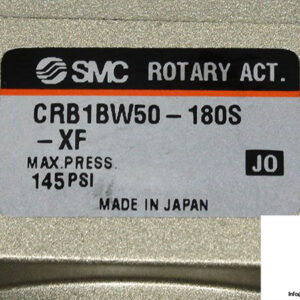 SMC ROTARY ACT.
CRB1BW50-180S
-XF
MAX.PRESS.
145PSI
JO
MADE IN JAPAN